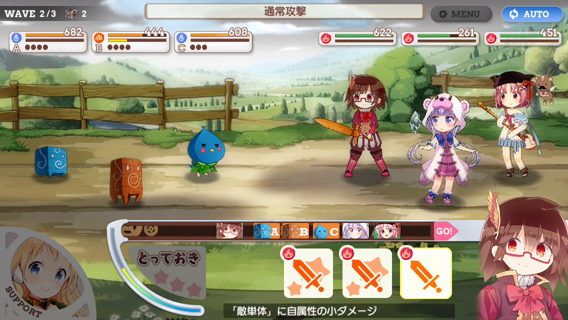 WAVE 2/3 2
通常攻撃
MENU
AUTO
682
A
444
B
608
C
622
261
451
A B C GO!
SUPPORT
とっておき
「敵単体」に自属性の小ダメージ